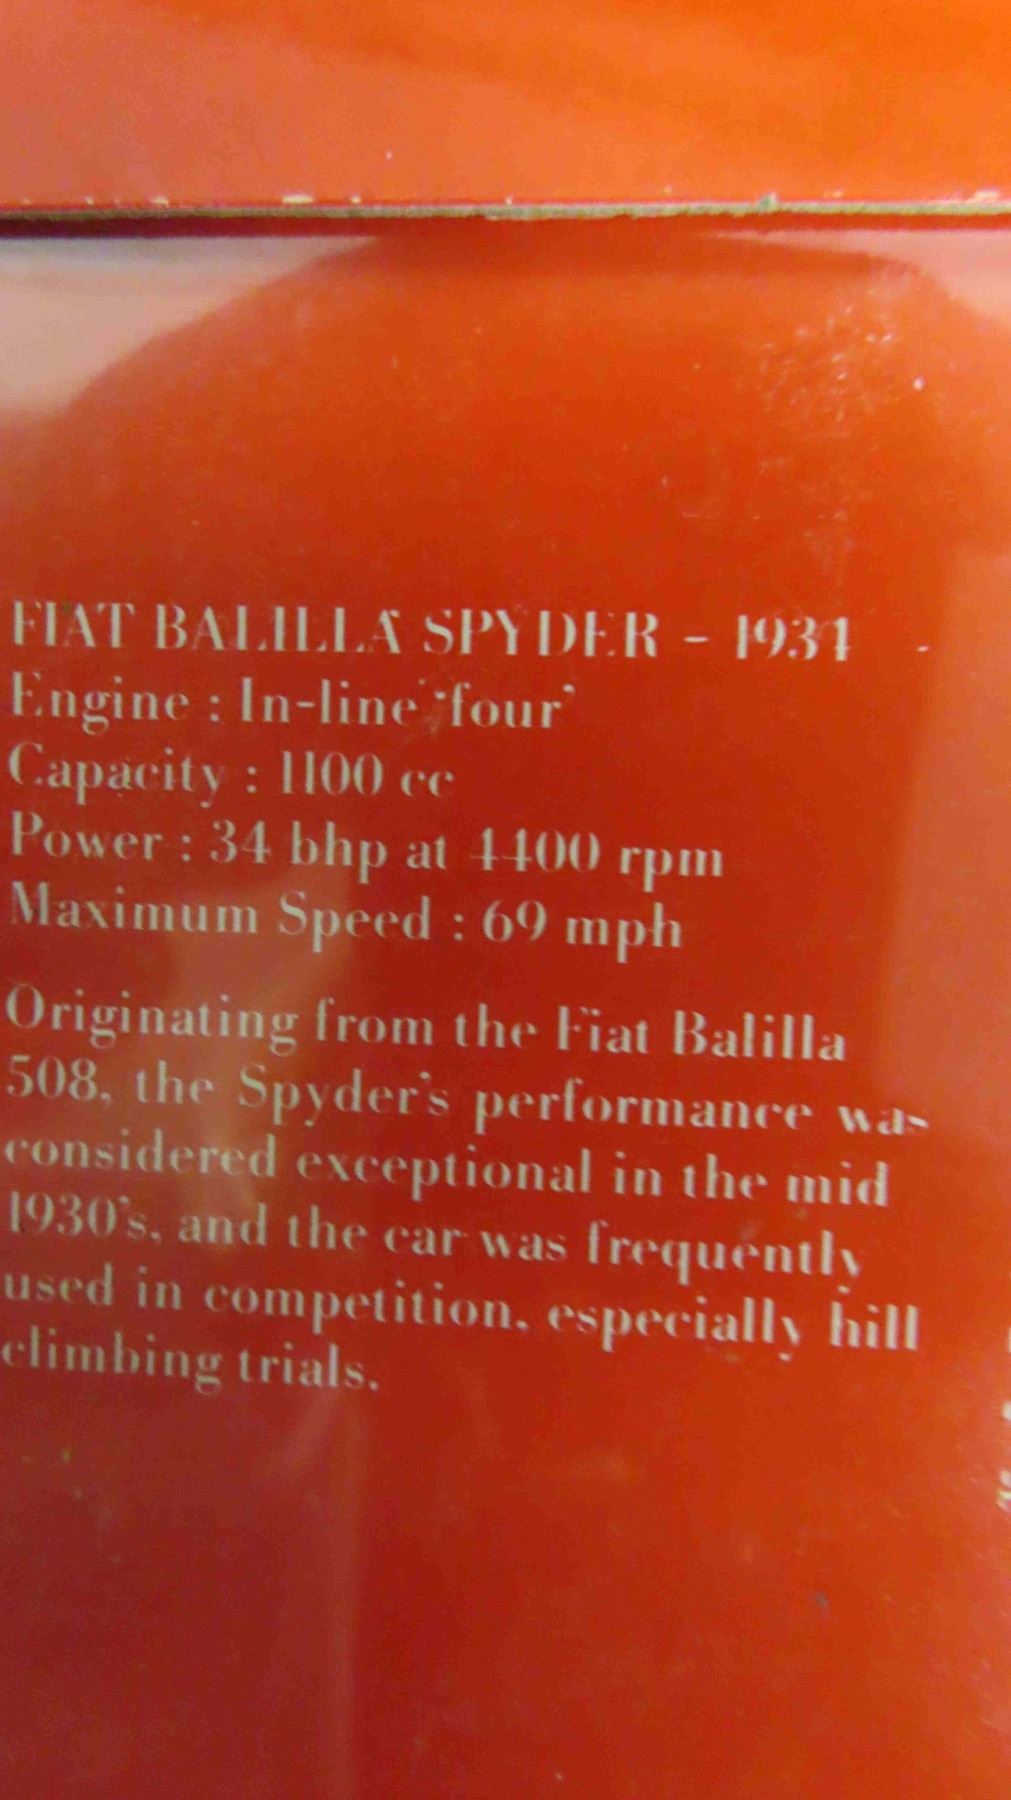 FIAT BALILLA SPYDER - 1934
Engine : In-line 'four'
Capacity : 1100 cc
Power : 34 bhp at 4400 rpm
Maximum Speed : 69 mph
Originating from the Fiat Balilla
508, the Spyder's performance was
considered exceptional in the mid
1930's, and the car was frequently
used in competition, especially hill
climbing trials.